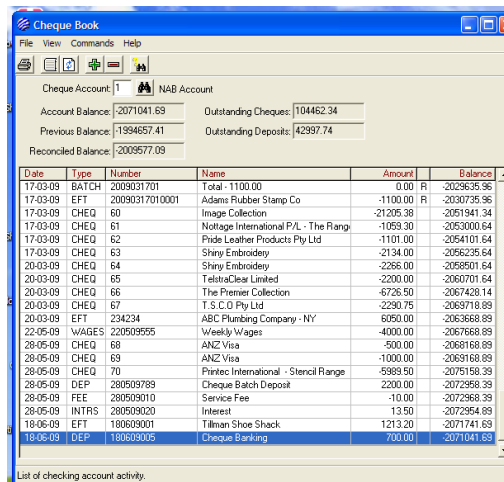 Cheque Book
File View Commands Help
Cheque Account: 1 NAB Account
Account Balance: -2071041.69 Outstanding Cheques: 104462.34
Previous Balance: -1994657.41 Outstanding Deposits: 42997.74
Reconciled Balance: -2009577.09
Date Type Number Name Amount Balance
17-03-09 BATCH 2009031701 Total - 1100.00 0.00 R -2029635.96
17-03-09 EFT 20090317010001 Adams Rubber Stamp Co -1100.00 R -2030735.96
17-03-09 CHEQ 60 Image Collection -21205.38 -2051941.34
17-03-09 CHEQ 61 Nottage International P/L - The Rang -1059.30 -2053000.64
17-03-09 CHEQ 62 Pride Leather Products Pty Ltd -1101.00 -2054101.64
17-03-09 CHEQ 63 Shiny Embroidery -2134.00 -2056235.64
20-03-09 CHEQ 64 Shiny Embroidery -2266.00 -2058501.64
20-03-09 CHEQ 65 TelstraClear Limited -2200.00 -2060701.64
20-03-09 CHEQ 66 The Premier Collection -6726.50 -2067428.14
20-03-09 CHEQ 67 T.S.C.O Pty Ltd -2290.75 -2069718.89
20-03-09 EFT 234234 ABC Plumbing Company - NY 6050.00 -2063668.89
22-05-09 WAGES 220509555 Weekly Wages -4000.00 -2067668.89
28-05-09 CHEQ 68 ANZ Visa -500.00 -2068168.89
28-05-09 CHEQ 69 ANZ Visa -1000.00 -2069168.89
28-05-09 CHEQ 70 Printec International - Stencil Range -5989.50 -2075158.39
28-05-09 DEP 280509789 Cheque Batch Deposit 2200.00 -2072958.39
28-05-09 FEE 280509010 Service Fee -10.00 -2072968.39
28-05-09 INTRS 280509020 Interest 13.50 -2072954.89
18-06-09 EFT 180609001 Tillman Shoe Shack 1213.20 -2071741.69
18-06-09 DEP 180609005 Cheque Banking 700.00 -2071041.69
List of checking account activity.